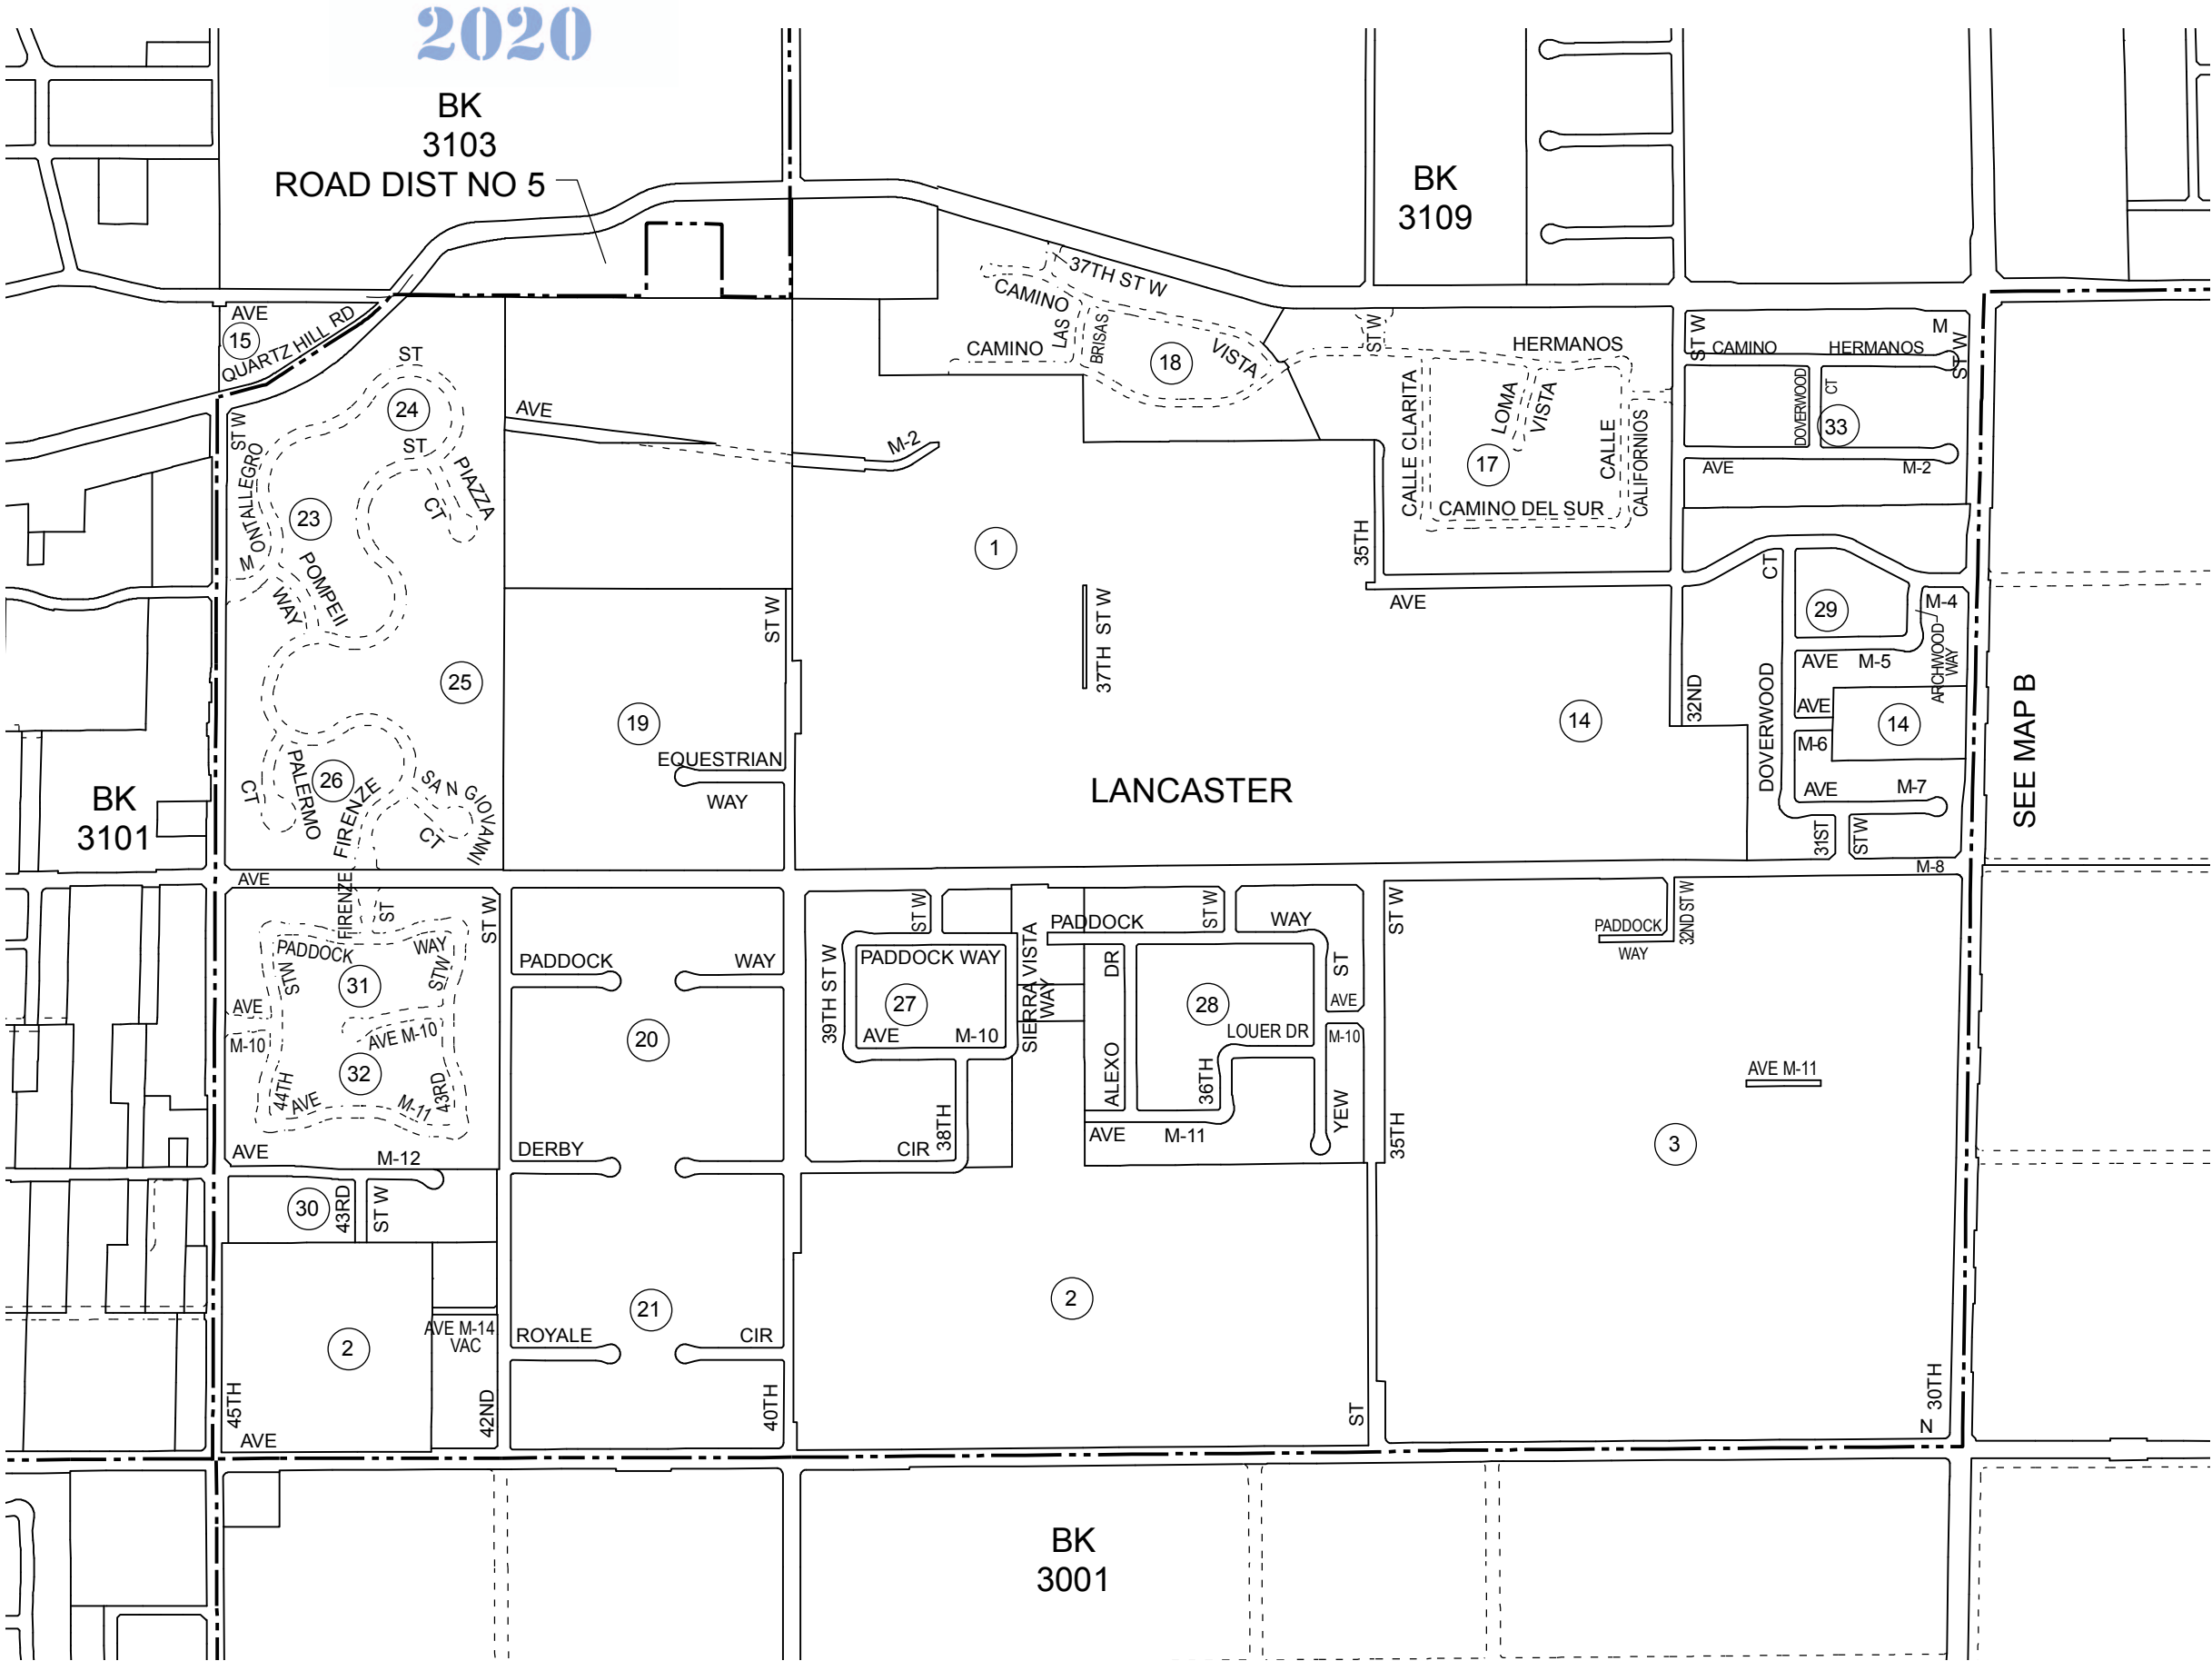 2020
BK
3103
ROAD DIST NO 5
BK
3109
AVE
15
QUARTZ HILL RD
37TH ST W
CAMINO
LAS
BRISAS
CAMINO
18
VISTA
ST W
HERMANOS
ST W
CAMINO
HERMANOS
M
ST W
ST
24
ST
ST W
MONTALLEGRO
PIAZZA
CT
23
POMPEII
WAY
AVE
M-2
CALLE CLARITA
LOMA
VISTA
17
CALLE
CALIFORNIOS
CAMINO DEL SUR
DOVERWOOD
CT
33
AVE
M-2
1
35TH
AVE
37TH ST W
ST W
25
19
EQUESTRIAN
WAY
14
32ND
CT
DOVERWOOD
29
M-4
ARCHWOOD
WAY
AVE M-5
AVE
M-6
14
AVE
M-7
31ST
ST W
M-8
SEE MAP B
LANCASTER
BK
3101
CT
PALERMO
26
FIRENZE
SAN GIOVANNI
CT
AVE
FIRENZE
ST
ST W
PADDOCK
WAY
ST W
ST W
31
AVE
M-10
AVE M-10
32
44TH
43RD
AVE
M-11
AVE
M-12
30
43RD
ST W
2
AVE M-14
VAC
45TH
AVE
42ND
PADDOCK
WAY
20
DERBY
21
ROYALE
CIR
40TH
39TH ST W
ST W
PADDOCK WAY
27
AVE
M-10
CIR
38TH
SIERRA VISTA
WAY
PADDOCK
ST W
WAY
DR
ALEXO
28
LOUER DR
36TH
AVE
M-11
ST
AVE
M-10
YEW
ST W
35TH
2
ST
PADDOCK
WAY
32ND ST W
AVE M-11
3
30TH
N
BK
3001